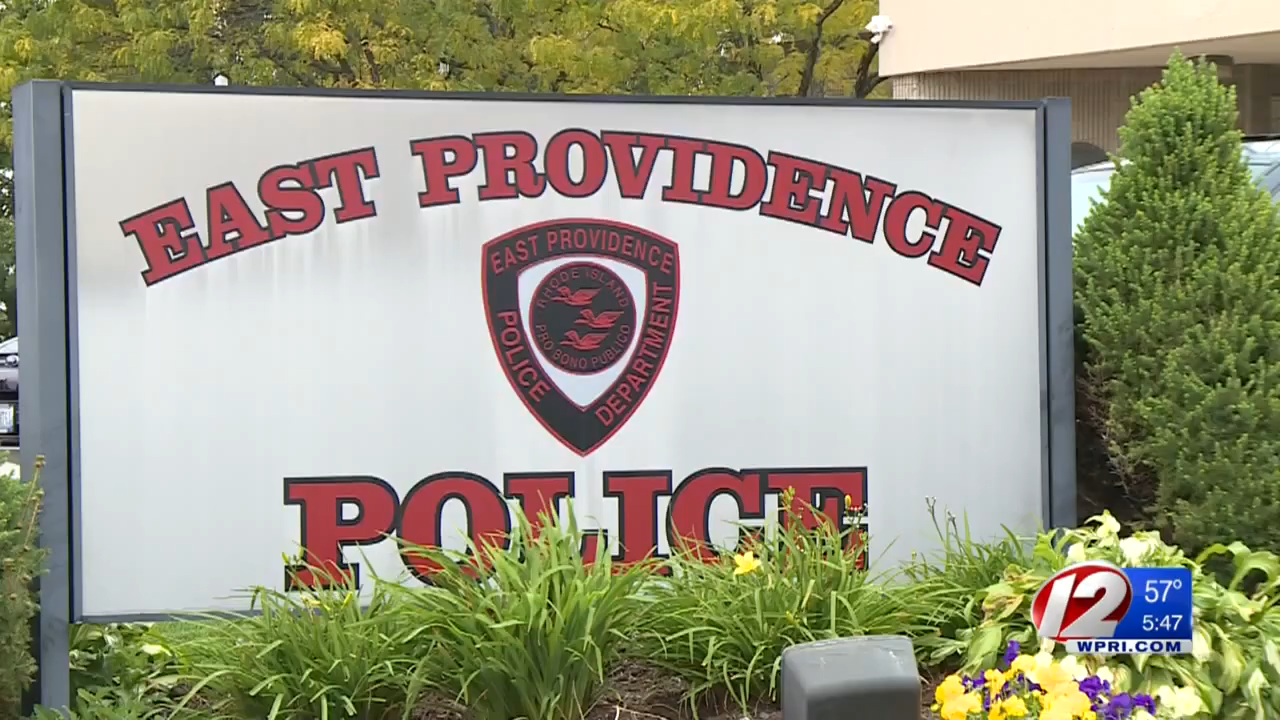 EAST PROVIDENCE
EAST PROVIDENCE
POLICE
DEPARTMENT
RHODE ISLAND
PRO BONO PUBLICO
POLICE
12
57°
5:47
WPRI.COM